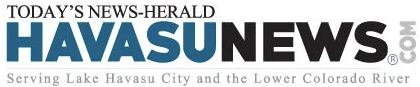 TODAY'S NEWS-HERALD
HAVASUNEWS®.COM
Serving Lake Havasu City and the Lower Colorado River